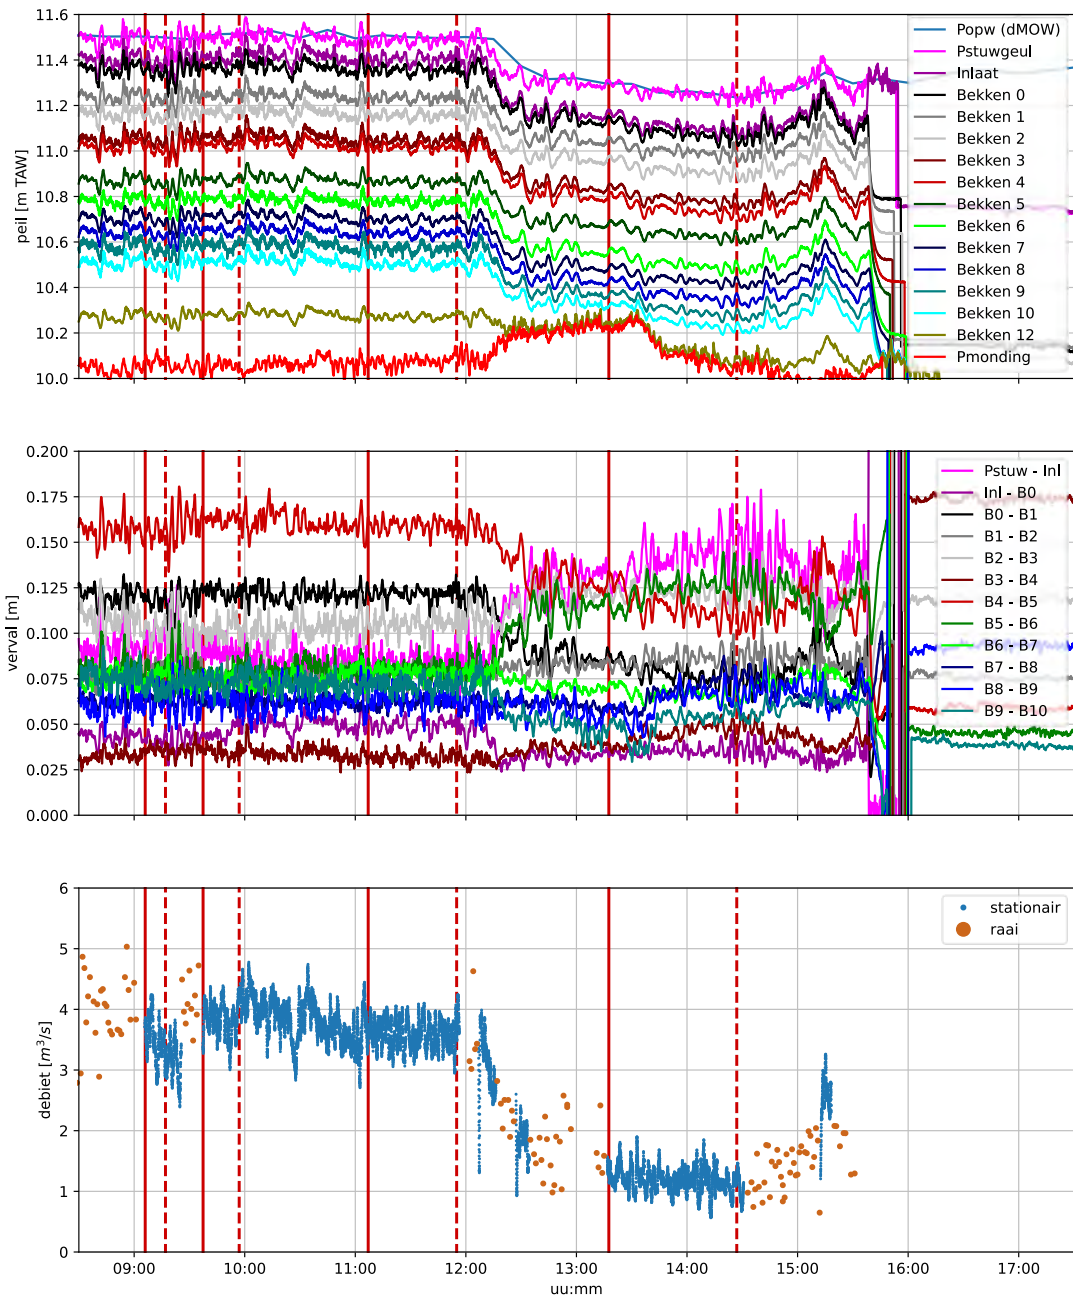 11.6
11.4
11.2
11.0
10.8
10.6
10.4
10.2
10.0
peil [m TAW]
Popw (dMOW)
Pstuwgeul
Inlaat
Bekken 0
Bekken 1
Bekken 2
Bekken 3
Bekken 4
Bekken 5
Bekken 6
Bekken 7
Bekken 8
Bekken 9
Bekken 10
Bekken 12
Pmonding
0.200
0.175
0.150
0.125
0.100
0.075
0.050
0.025
0.000
verval [m]
Pstuw - Inl
Inl - B0
B0 - B1
B1 - B2
B2 - B3
B3 - B4
B4 - B5
B5 - B6
B6 - B7
B7 - B8
B8 - B9
B9 - B10
6
5
4
3
2
1
0
debiet [m³/s]
stationair
raai
09:00 10:00 11:00 12:00 13:00 14:00 15:00 16:00 17:00
uu:mm